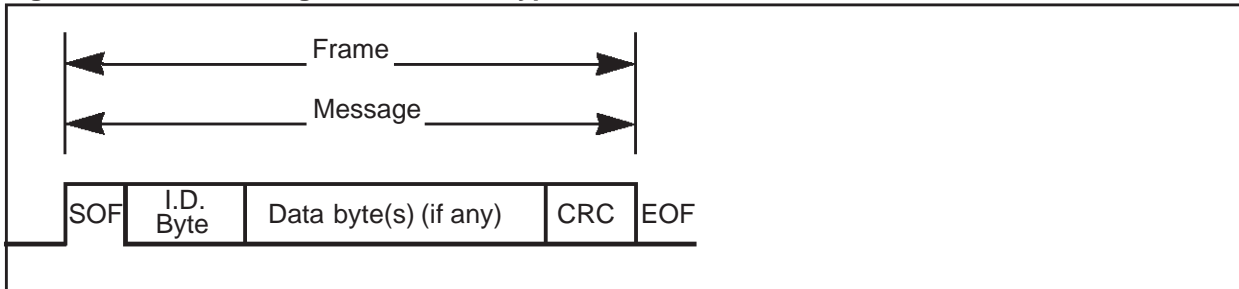 Frame
Message
SOF
I.D.
Byte
Data byte(s) (if any)
CRC
EOF